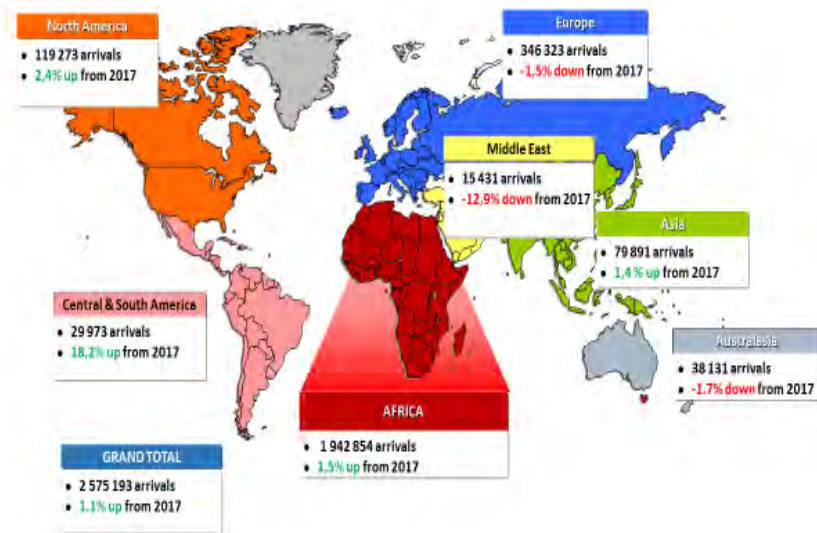 North America
• 119 273 arrivals
• 2,4% up from 2017
Europe
• 346 323 arrivals
• -1,5% down from 2017
Middle East
• 15 431 arrivals
• -12,9% down from 2017
Asia
• 79 891 arrivals
• 1,4% up from 2017
Central & South America
• 29 973 arrivals
• 18,2% up from 2017
Australasia
• 38 131 arrivals
• -1.7% down from 2017
AFRICA
• 1 942 854 arrivals
• 1,5% up from 2017
GRAND TOTAL
• 2 575 193 arrivals
• 1.1% up from 2017